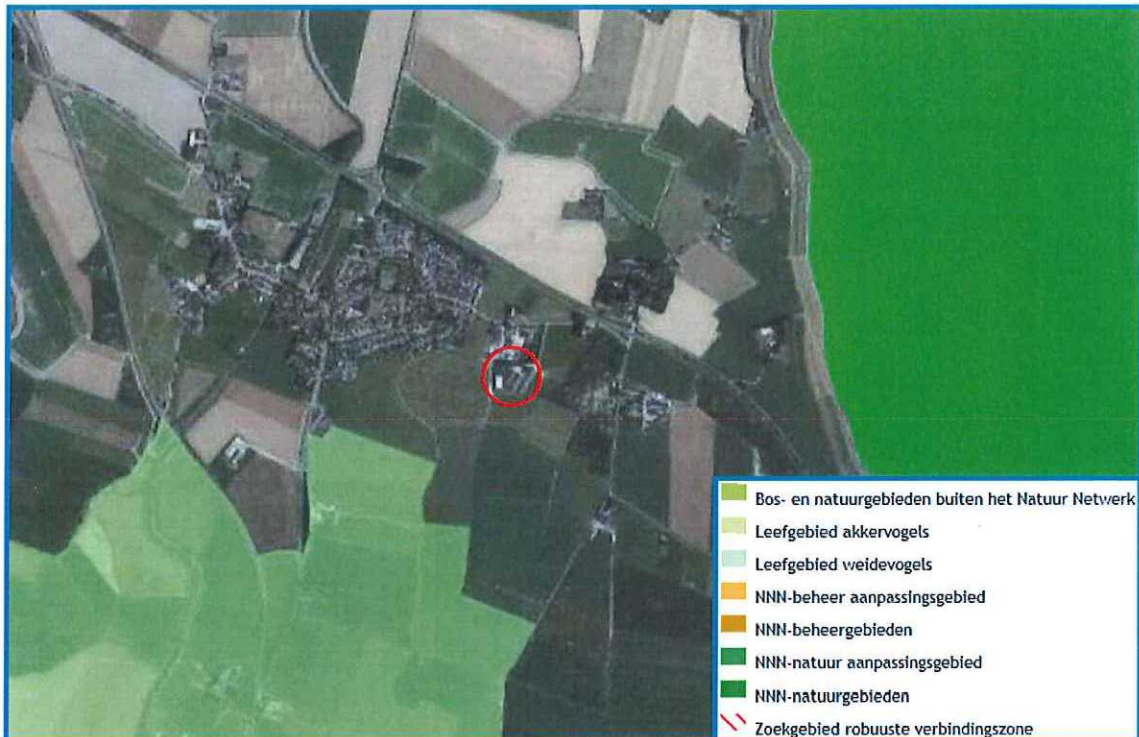 Bos- en natuurgebieden buiten het Natuur Netwerk
Leefgebied akkervogels
Leefgebied weidevogels
NNN-beheer aanpassingsgebied
NNN-beheergebieden
NNN-natuur aanpassingsgebied
NNN-natuurgebieden
Zoekgebied robuuste verbindingszone